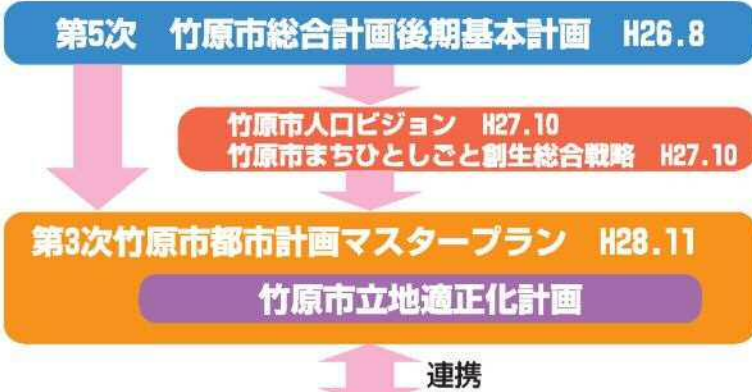 第5次　竹原市総合計画後期基本計画　H26.8
竹原市人口ビジョン　H27.10
竹原市まちひとしごと創生総合戦略　H27.10
第3次竹原市都市計画マスタープラン　H28.11
竹原市立地適正化計画
連携